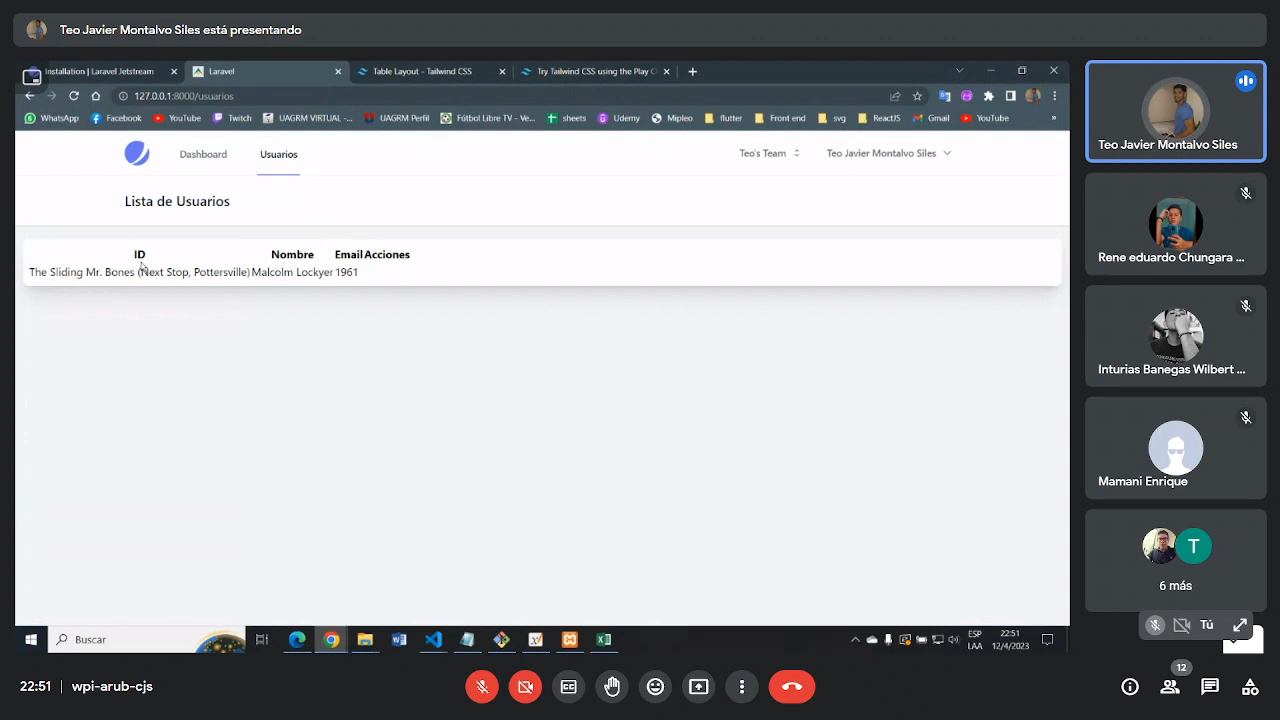 Teo Javier Montalvo Siles está presentando
Installation | Laravel Jetstream
Laravel
Table Layout - Tailwind CSS
Try Tailwind CSS using the Play C
127.0.0.1:8000/usuarios
WhatsApp
Facebook
YouTube
Twitch
UAGRM VIRTUAL -...
UAGRM Perfil
Fútbol Libre TV - Ve...
sheets
Udemy
Mipleo
flutter
Front end
svg
ReactJS
Gmail
YouTube
»
Dashboard
Usuarios
Teo's Team
Teo Javier Montalvo Siles
Lista de Usuarios
ID Nombre Email Acciones
The Sliding Mr. Bones (Next Stop, Pottersville) Malcolm Lockyer 1961
Buscar
ESP
LAA
22:51
12/4/2023
Teo Javier Montalvo Siles
Rene eduardo Chungara ...
Inturias Banegas Wilbert ...
Mamani Enrique
T
6 más
Tú
22:51 | wpi-arub-cjs
12